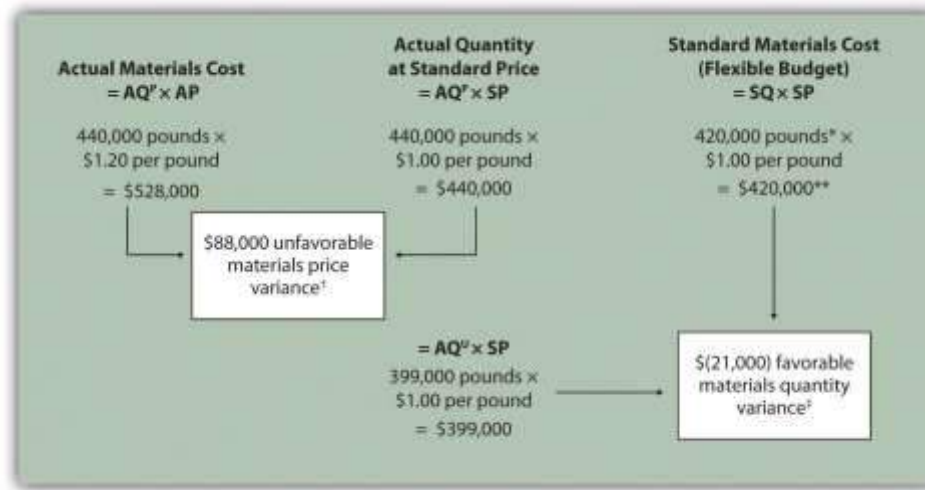 Actual Materials Cost
= AQᵖ × AP
440,000 pounds ×
$1.20 per pound
= $528,000
Actual Quantity
at Standard Price
= AQᵖ × SP
440,000 pounds ×
$1.00 per pound
= $440,000
Standard Materials Cost
(Flexible Budget)
= SQ × SP
420,000 pounds* ×
$1.00 per pound
= $420,000**
$88,000 unfavorable
materials price
variance†
= AQᵁ × SP
399,000 pounds ×
$1.00 per pound
= $399,000
$(21,000) favorable
materials quantity
variance‡